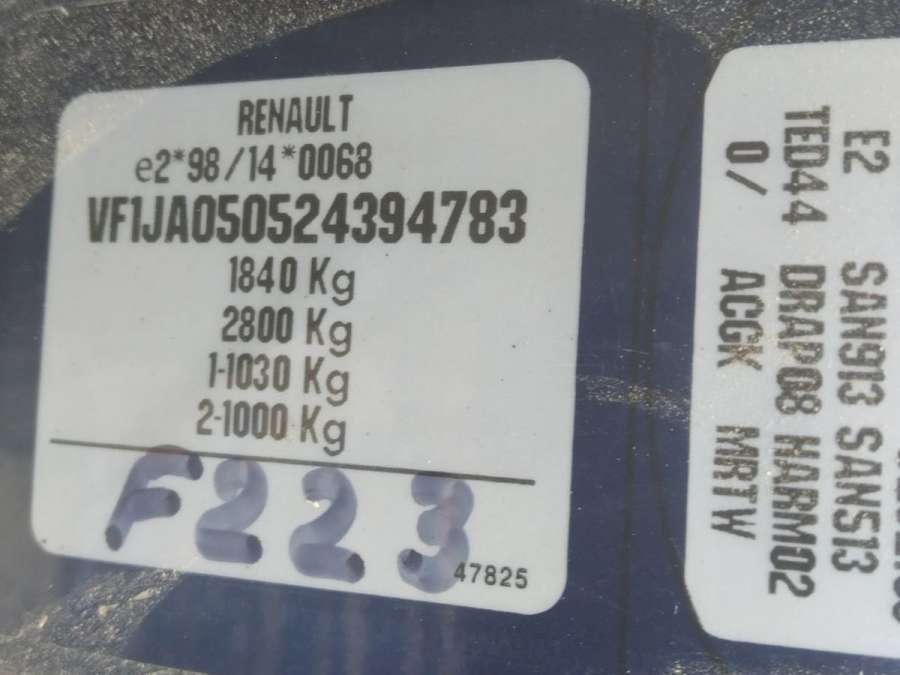 RENAULT
e2*98/14*0068
VF1JA050524394783
1840 Kg
2800 Kg
1-1030 Kg
2-1000 Kg
F223
47825
E2 SAN913 SAN513
TED44 DRAP08 HARM02
0/ ACGK MRTW